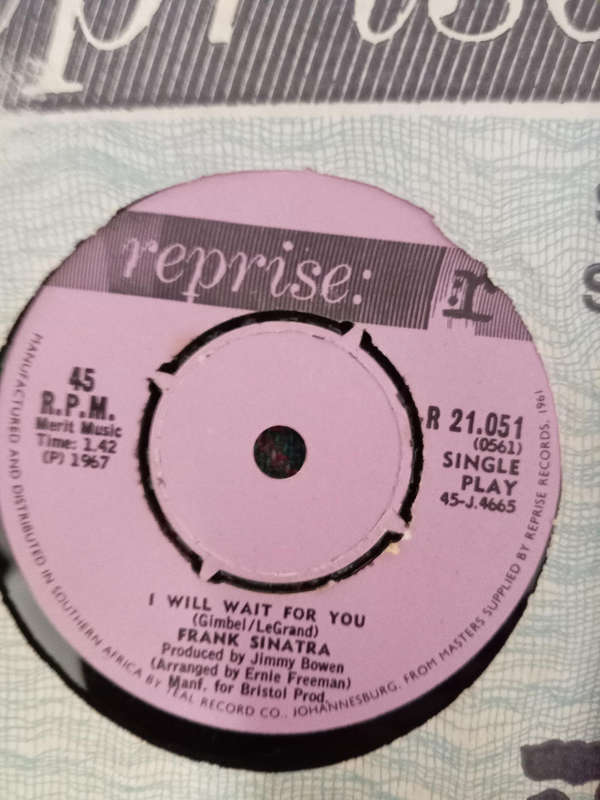 reprise
reprise: r
45
R.P.M.
Merit Music
Time: 1.42
(P) 1967
R 21.051
(0561)
SINGLE
PLAY
45-J.4665
I WILL WAIT FOR YOU
(Gimbel/LeGrand)
FRANK SINATRA
Produced by Jimmy Bowen
(Arranged by Ernie Freeman)
Manf. for Bristol Prod.
MANUFACTURED AND DISTRIBUTED IN SOUTHERN AFRICA BY TEAL RECORD CO., JOHANNESBURG, FROM MASTERS SUPPLIED BY REPRISE RECORDS, 1961